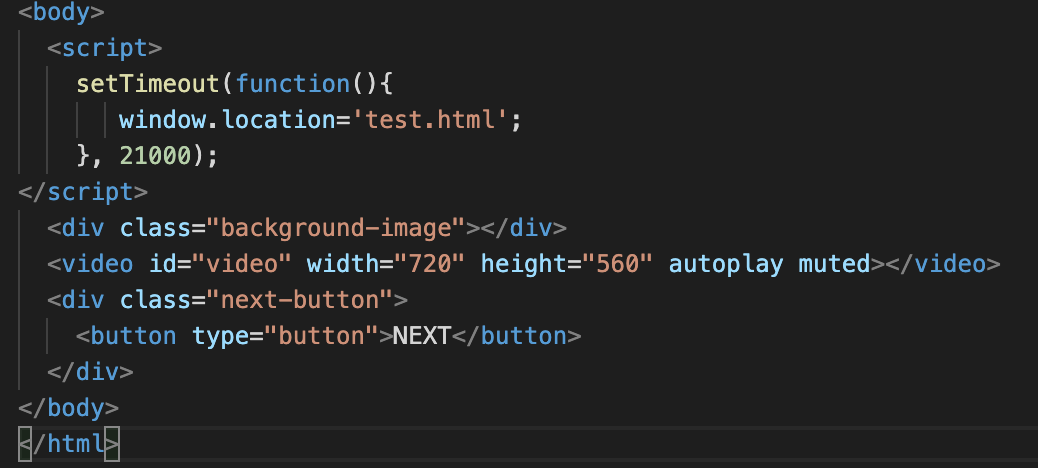 <body>
<script>
setTimeout(function(){
window.location='test.html';
}, 21000);
</script>
<div class="background-image"></div>
<video id="video" width="720" height="560" autoplay muted></video>
<div class="next-button">
<button type="button">NEXT</button>
</div>
</body>
</html>